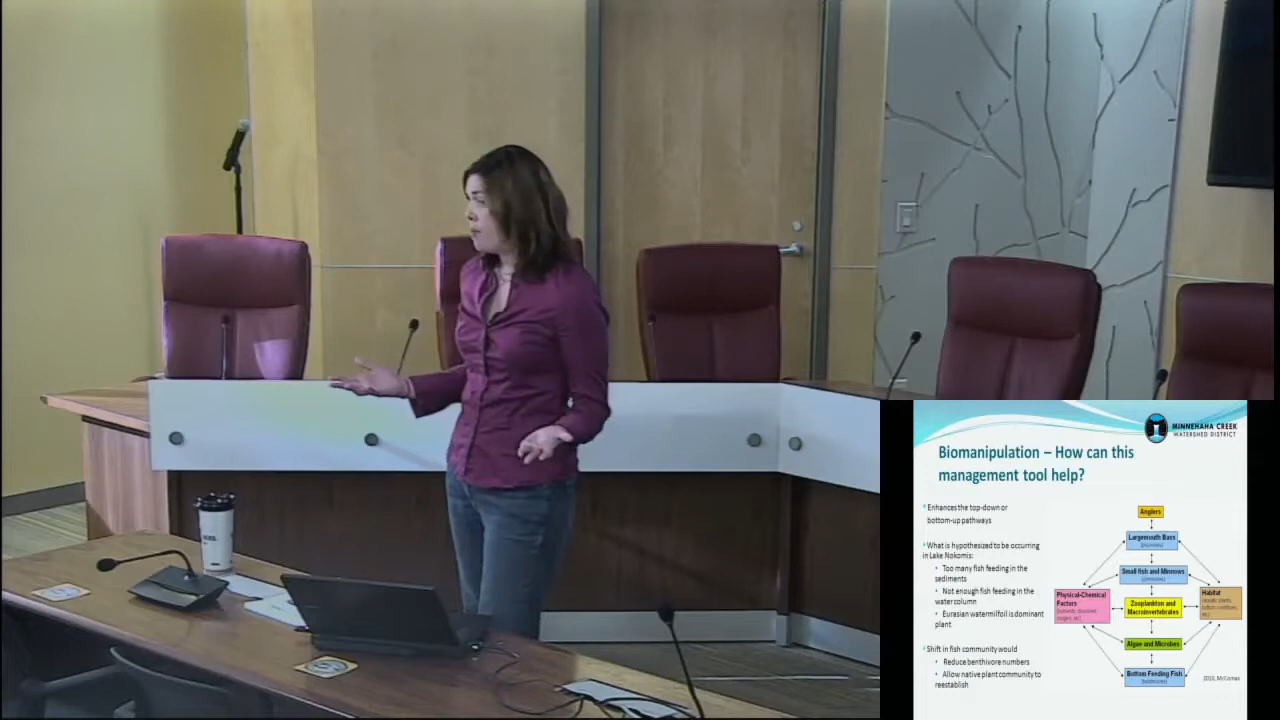 MINNEHAHA CREEK
WATERSHED DISTRICT
Biomanipulation – How can this
management tool help?
Enhances the top-down or
bottom-up pathways
What is hypothesized to be occurring
in Lake Nokomis:
• Too many fish feeding in the
sediments
• Not enough fish feeding in the
water column
• Eurasian watermilfoil is dominant
plant
Shift in fish community would
• Reduce benthivore numbers
• Allow native plant community to
reestablish
Anglers
Largemouth Bass
Small fish and Minnows
Physical-Chemical
Factors
Zooplankton and
Macroinvertebrates
Habitat
Algae and Microbes
Bottom Feeding Fish
2010, McComas